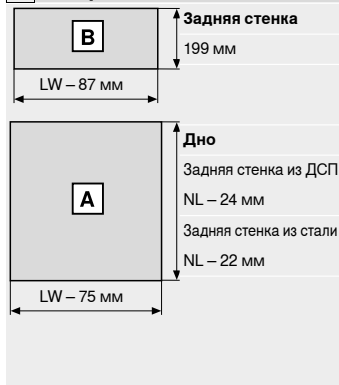 Задняя стенка
B
199 мм
LW – 87 мм
Дно
Задняя стенка из ДСП
A
NL – 24 мм
Задняя стенка из стали
NL – 22 мм
LW – 75 мм